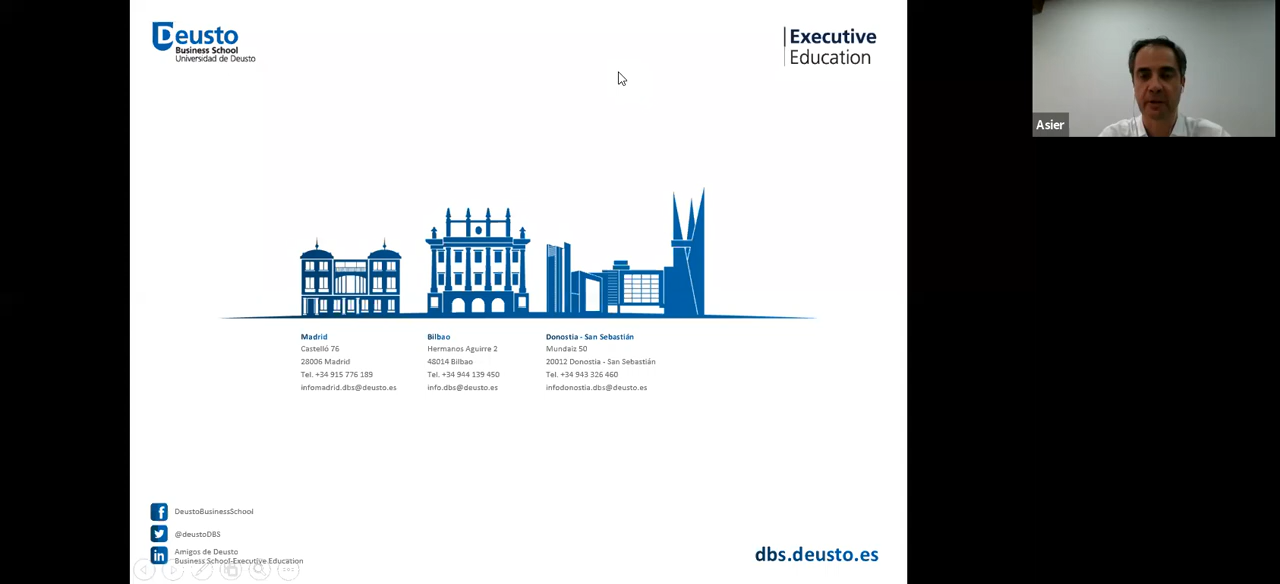 Deusto
Business School
Universidad de Deusto
Executive
Education
Asier
Madrid
Castelló 76
28006 Madrid
Tel. +34 915 776 189
infomadrid.dbs@deusto.es
Bilbao
Hermanos Aguirre 2
48014 Bilbao
Tel. +34 944 139 450
info.dbs@deusto.es
Donostia - San Sebastián
Mundaiz 50
20012 Donostia - San Sebastián
Tel. +34 943 326 460
infodonostia.dbs@deusto.es
DeustoBusinessSchool
@deustoDBS
Amigos de Deusto
Business School-Executive Education
dbs.deusto.es